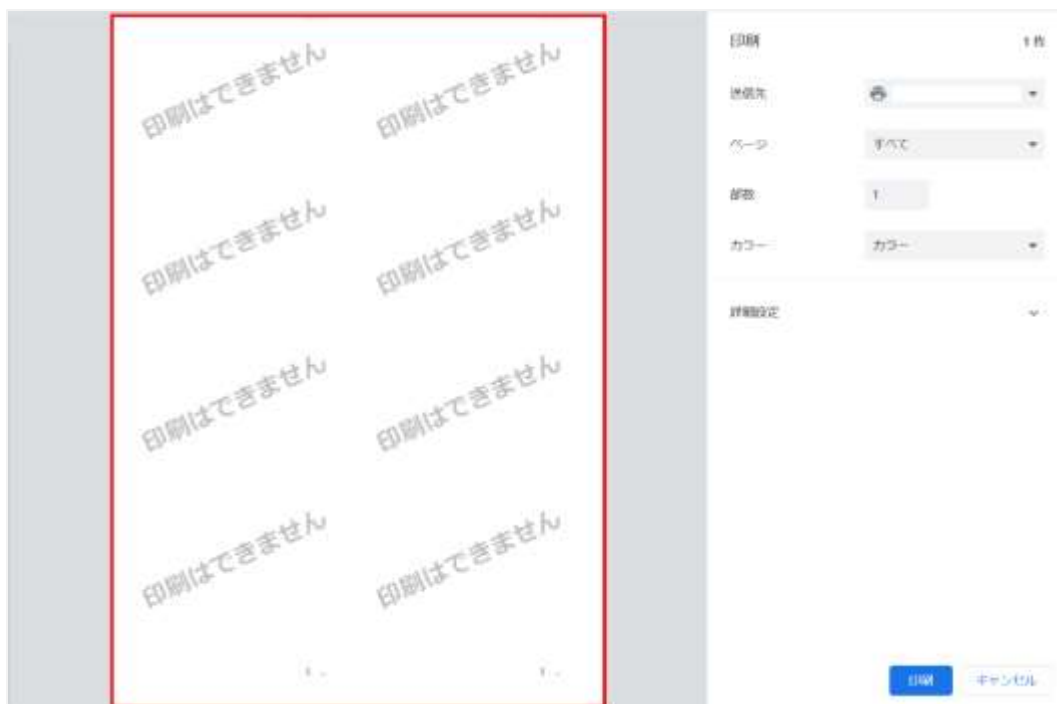 印刷はできません 印刷はできません
印刷はできません 印刷はできません
印刷はできません 印刷はできません
印刷はできません 印刷はできません
印刷 1 枚
送信先
ページ すべて
部数 1
カラー カラー
詳細設定
印刷 キャンセル